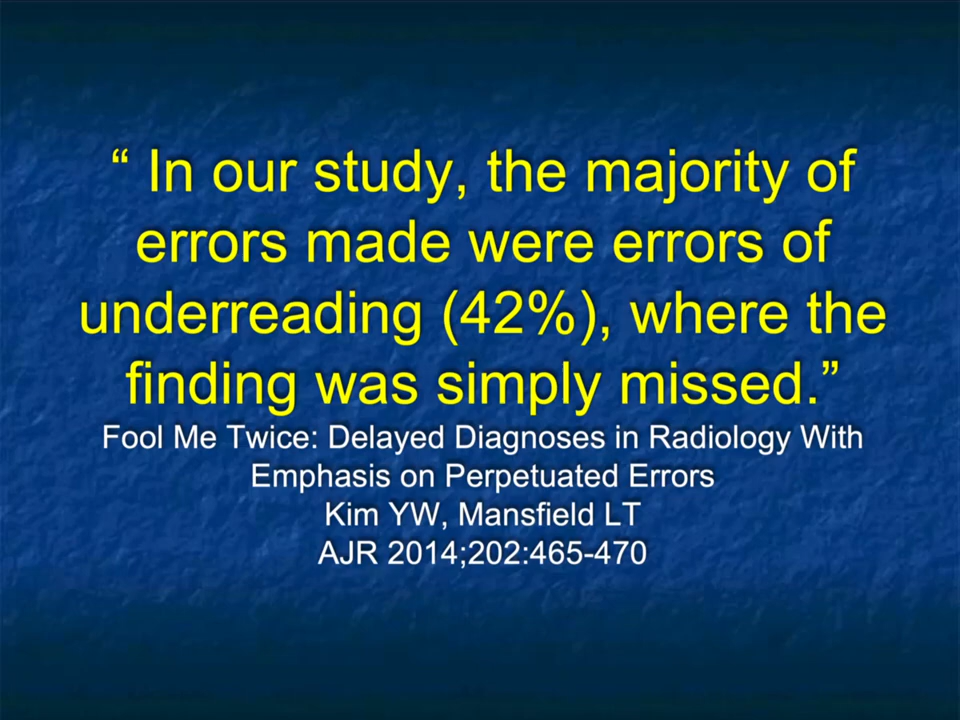 “ In our study, the majority of
errors made were errors of
underreading (42%), where the
finding was simply missed.”
Fool Me Twice: Delayed Diagnoses in Radiology With
Emphasis on Perpetuated Errors
Kim YW, Mansfield LT
AJR 2014;202:465-470